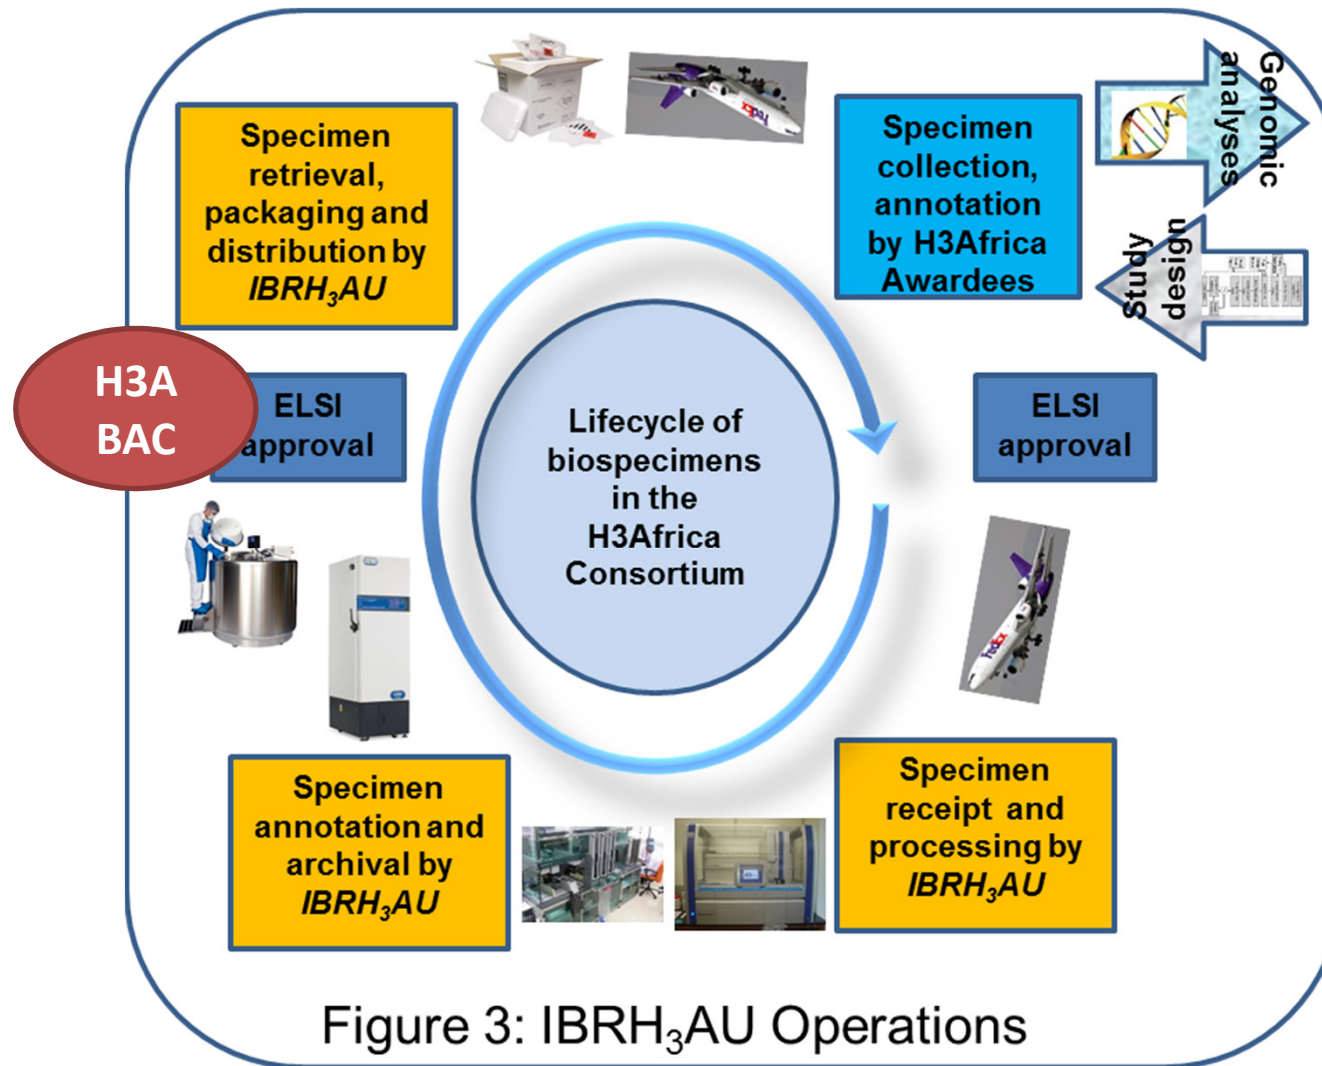 Specimen
retrieval,
packaging and
distribution by
IBRH₃AU
FedEx
Specimen
collection,
annotation
by H3Africa
Awardees
Genomic
analyses
Study
design
H3A
BAC
ELSI
approval
Lifecycle of
biospecimens
in the
H3Africa
Consortium
ELSI
approval
FedEx
Specimen
annotation and
archival by
IBRH₃AU
Specimen
receipt and
processing by
IBRH₃AU
Figure 3: IBRH₃AU Operations